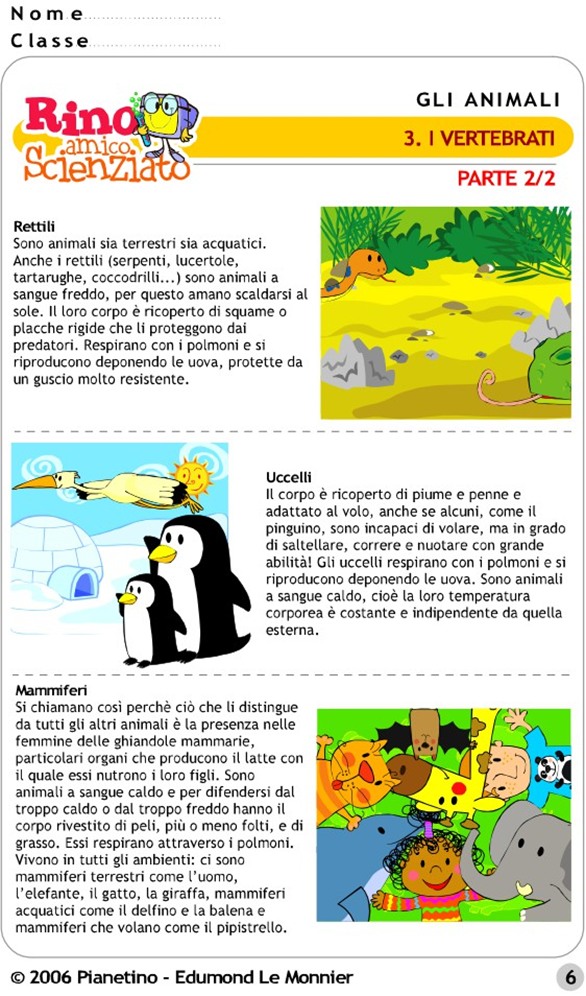 Nome
Classe
GLI ANIMALI
Rino
amico
Scienziato
3. I VERTEBRATI
PARTE 2/2
Rettili
Sono animali sia terrestri sia acquatici.
Anche i rettili (serpenti, lucertole,
tartarughe, coccodrilli...) sono animali a
sangue freddo, per questo amano scaldarsi al
sole. Il loro corpo è ricoperto di squame o
placche rigide che li proteggono dai
predatori. Respirano con i polmoni e si
riproducono deponendo le uova, protette da
un guscio molto resistente.
Uccelli
Il corpo è ricoperto di piume e penne e
adattato al volo, anche se alcuni, come il
pinguino, sono incapaci di volare, ma in grado
di saltellare, correre e nuotare con grande
abilità! Gli uccelli respirano con i polmoni e si
riproducono deponendo le uova. Sono animali
a sangue caldo, cioè la loro temperatura
corporea è costante e indipendente da quella
esterna.
Mammiferi
Si chiamano così perchè ciò che li distingue
da tutti gli altri animali è la presenza nelle
femmine delle ghiandole mammarie,
particolari organi che producono il latte con
il quale essi nutrono i loro figli. Sono
animali a sangue caldo e per difendersi dal
troppo caldo o dal troppo freddo hanno il
corpo rivestito di peli, più o meno folti, e di
grasso. Essi respirano attraverso i polmoni.
Vivono in tutti gli ambienti: ci sono
mammiferi terrestri come l'uomo,
l'elefante, il gatto, la giraffa, mammiferi
acquatici come il delfino e la balena e
mammiferi che volano come il pipistrello.
© 2006 Pianetino - Edumond Le Monnier
6